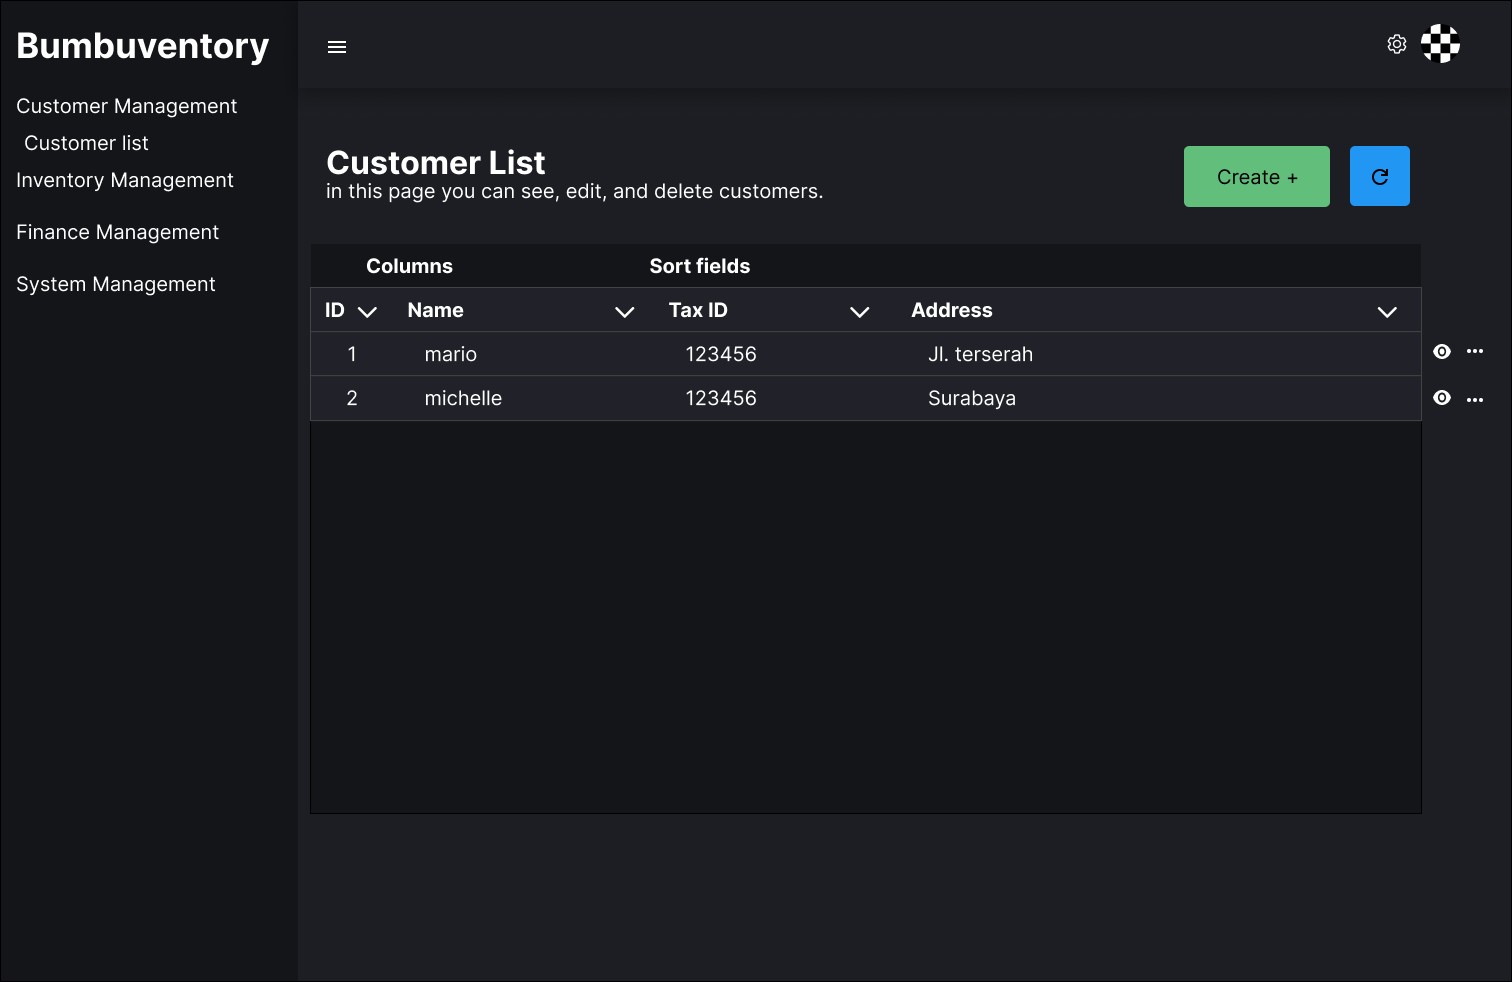 Bumbuventory
Customer Management
Customer list
Inventory Management
Finance Management
System Management
Customer List
in this page you can see, edit, and delete customers.
Create +
Columns Sort fields
ID Name Tax ID Address
1 mario 123456 Jl. terserah
2 michelle 123456 Surabaya